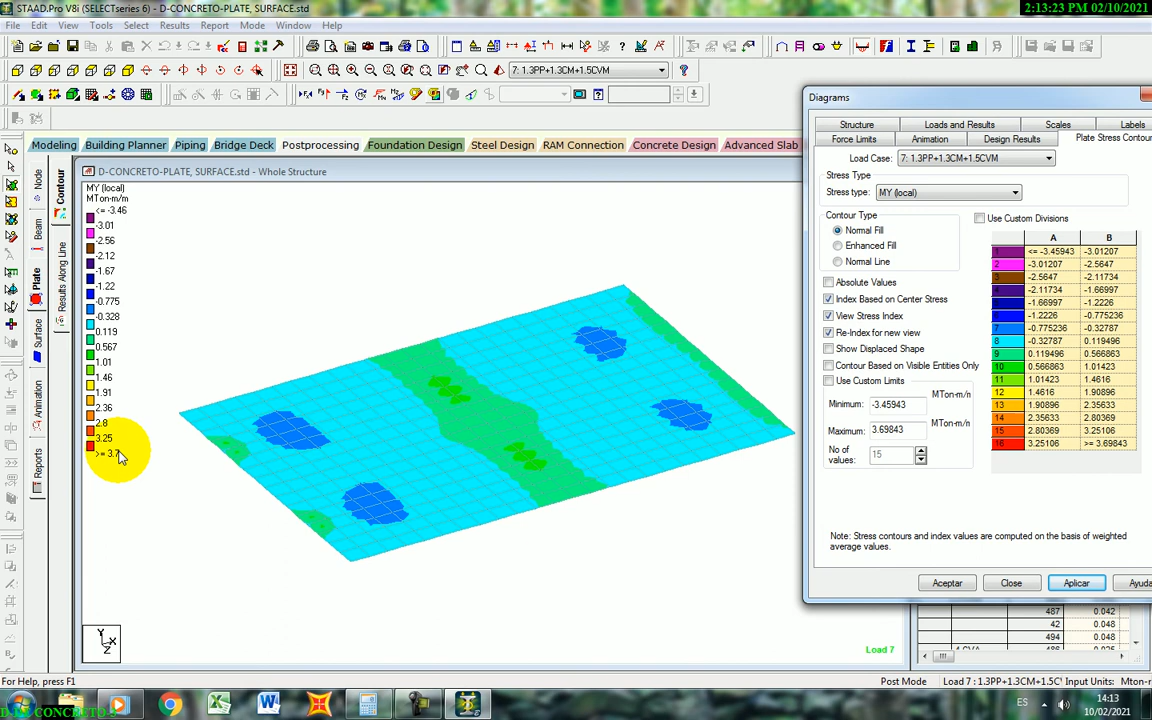 STAAD.Pro V8i (SELECTseries 6) - D-CONCRETO-PLATE, SURFACE.std
2:13:23 PM 02/10/2021
File Edit View Tools Select Results Report Mode Window Help
7: 1.3PP+1.3CM+1.5CVM
Modeling Building Planner Piping Bridge Deck Postprocessing Foundation Design Steel Design RAM Connection Concrete Design Advanced Slab
D-CONCRETO-PLATE, SURFACE.std - Whole Structure
Node
Beam
Plate
Surface
Animation
Reports
Contour
Results Along Line
MY (local)
MTon-m/m
<= -3.46
-3.01
-2.56
-2.12
-1.67
-1.22
-0.775
-0.328
0.119
0.567
1.01
1.46
1.91
2.36
2.8
3.25
>= 3.7
Y
X
Z
Load 7
Diagrams
Structure Loads and Results Scales Labels
Force Limits Animation Design Results Plate Stress Contour
Load Case: 7: 1.3PP+1.3CM+1.5CVM
Stress Type
Stress type: MY (local)
Contour Type
Normal Fill
Enhanced Fill
Normal Line
Absolute Values
Index Based on Center Stress
View Stress Index
Re-Index for new view
Show Displaced Shape
Contour Based on Visible Entities Only
Use Custom Limits
Minimum: -3.45943 MTon-m/n
Maximum: 3.69843 MTon-m/n
No of values: 15
Use Custom Divisions
A B
1 <= -3.45943 -3.01207
2 -3.01207 -2.5647
3 -2.5647 -2.11734
4 -2.11734 -1.66997
5 -1.66997 -1.2226
6 -1.2226 -0.775236
7 -0.775236 -0.32787
8 -0.32787 0.119496
9 0.119496 0.566863
10 0.566863 1.01423
11 1.01423 1.4616
12 1.4616 1.90896
13 1.90896 2.35633
14 2.35633 2.80369
15 2.80369 3.25106
16 3.25106 >= 3.69843
Note: Stress contours and index values are computed on the basis of weighted
average values.
Aceptar Close Aplicar Ayuda
487 0.042
42 0.048
494 0.048
For Help, press F1
Post Mode Load 7 : 1.3PP+1.3CM+1.5CV Input Units: Mton-m
ES
14:13
10/02/2021